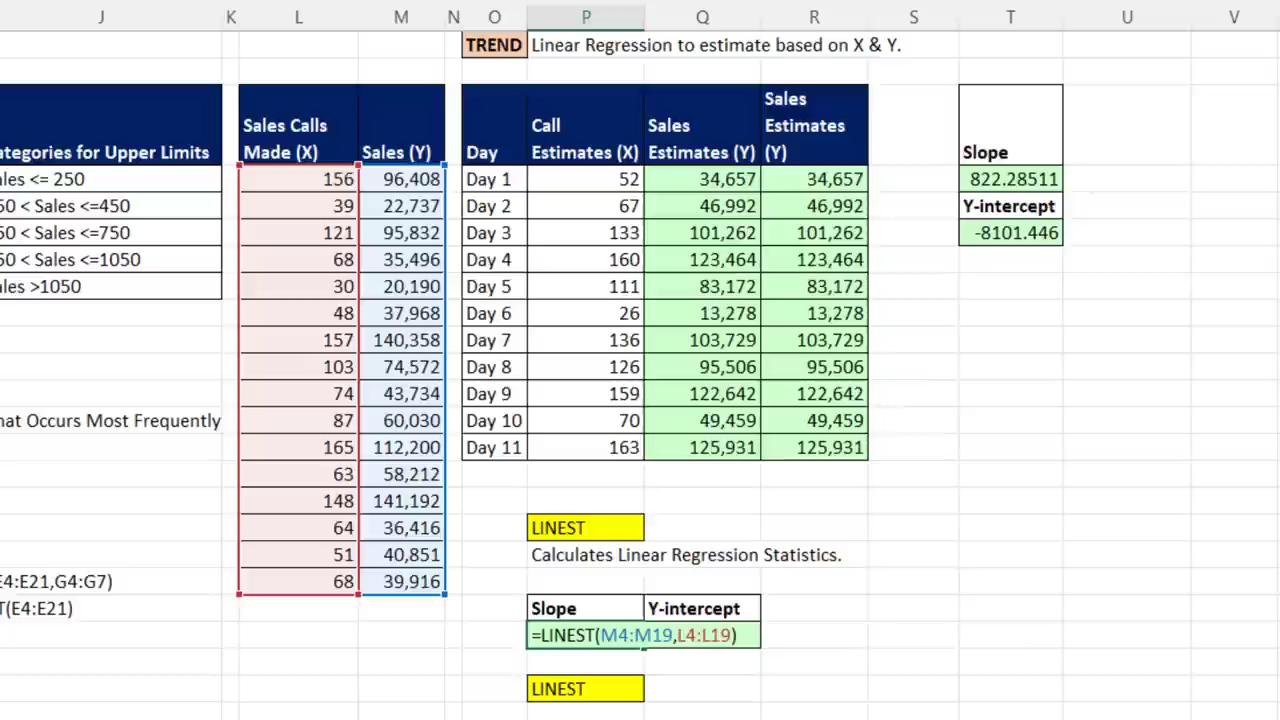 J K L M N O P Q R S T U V
TREND Linear Regression to estimate based on X & Y.
ategories for Upper Limits
ales <= 250
50 < Sales <=450
50 < Sales <=750
50 < Sales <=1050
ales >1050
hat Occurs Most Frequently
E4:E21,G4:G7)
T(E4:E21)
Sales Calls
Made (X) Sales (Y)
156 96,408
39 22,737
121 95,832
68 35,496
30 20,190
48 37,968
157 140,358
103 74,572
74 43,734
87 60,030
165 112,200
63 58,212
148 141,192
64 36,416
51 40,851
68 39,916
Sales
Call Sales Estimates
Day Estimates (X) Estimates (Y) (Y)
Day 1 52 34,657 34,657
Day 2 67 46,992 46,992
Day 3 133 101,262 101,262
Day 4 160 123,464 123,464
Day 5 111 83,172 83,172
Day 6 26 13,278 13,278
Day 7 136 103,729 103,729
Day 8 126 95,506 95,506
Day 9 159 122,642 122,642
Day 10 70 49,459 49,459
Day 11 163 125,931 125,931
Slope
822.28511
Y-intercept
-8101.446
LINEST
Calculates Linear Regression Statistics.
Slope Y-intercept
=LINEST(M4:M19,L4:L19)
LINEST